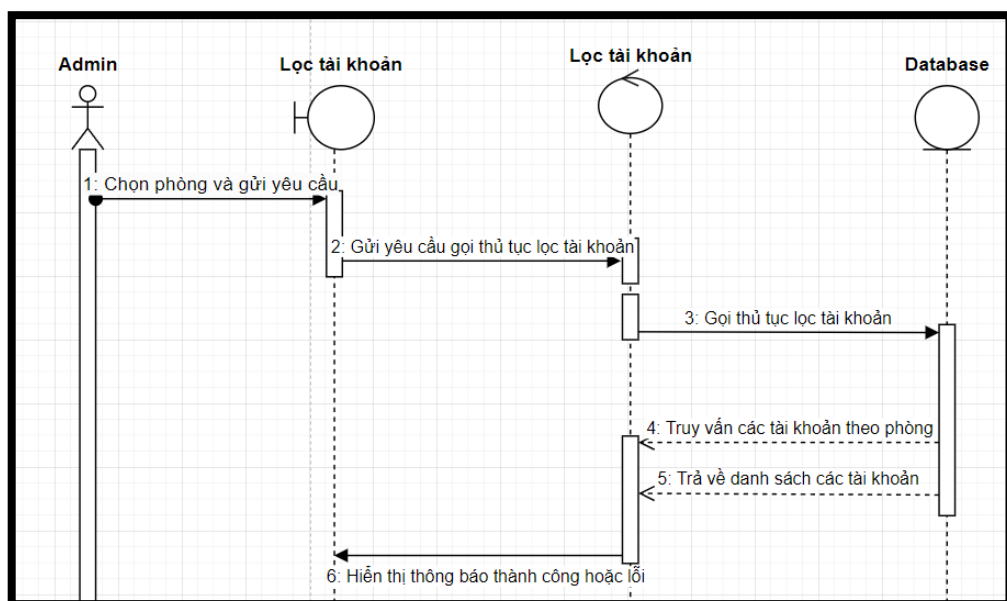 Admin
Lọc tài khoản
Lọc tài khoản
Database
1: Chọn phòng và gửi yêu cầu
2: Gửi yêu cầu gọi thủ tục lọc tài khoản
3: Gọi thủ tục lọc tài khoản
4: Truy vấn các tài khoản theo phòng
5: Trả về danh sách các tài khoản
6: Hiển thị thông báo thành công hoặc lỗi